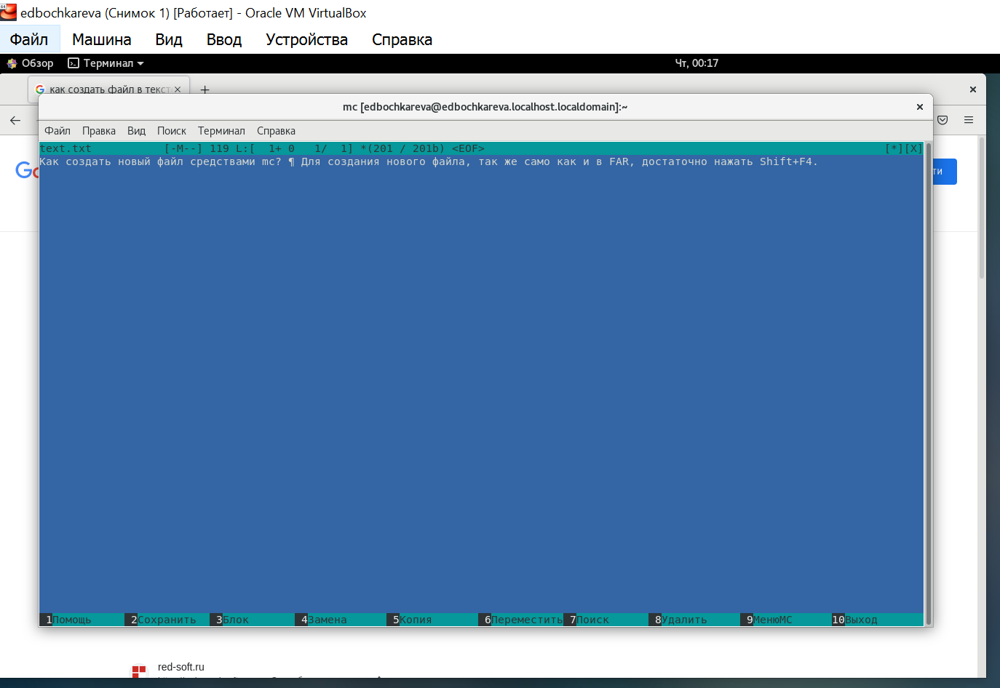 edbochkareva (Снимок 1) [Работает] - Oracle VM VirtualBox
Файл Машина Вид Ввод Устройства Справка
Обзор Терминал Чт, 00:17
как создать файл в текст
mc [edbochkareva@edbochkareva.localhost.localdomain]:~
Файл Правка Вид Поиск Терминал Справка
text.txt [-M--] 119 L:[ 1+ 0 1/ 1] *(201 / 201b) <EOF> [*][X]
Как создать новый файл средствами mc? ¶ Для создания нового файла, так же само как и в FAR, достаточно нажать Shift+F4.
Go
ти
1Помощь 2Сохранить 3Блок 4Замена 5Копия 6Переместить 7Поиск 8Удалить 9МенюMC 10Выход
red-soft.ru